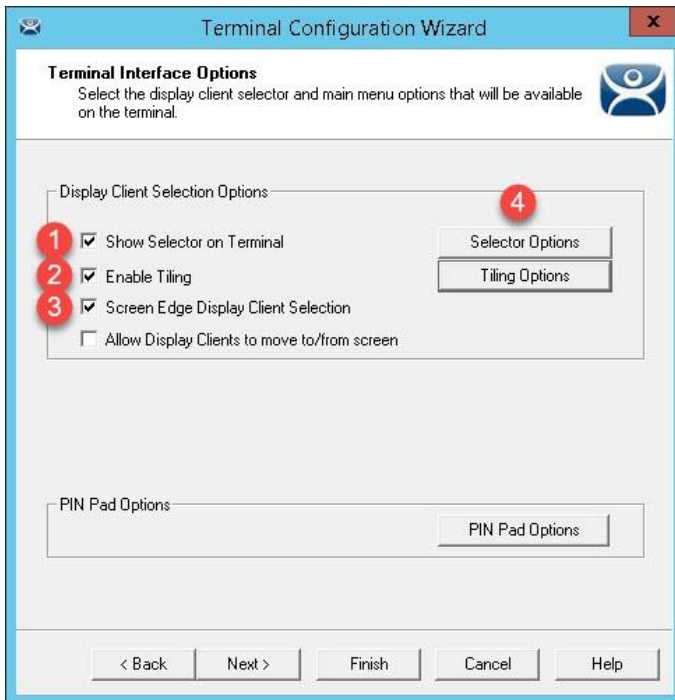 Terminal Configuration Wizard
x
Terminal Interface Options
Select the display client selector and main menu options that will be available
on the terminal.
Display Client Selection Options
4
1 Show Selector on Terminal Selector Options
2 Enable Tiling Tiling Options
3 Screen Edge Display Client Selection
Allow Display Clients to move to/from screen
PIN Pad Options
PIN Pad Options
< Back Next > Finish Cancel Help